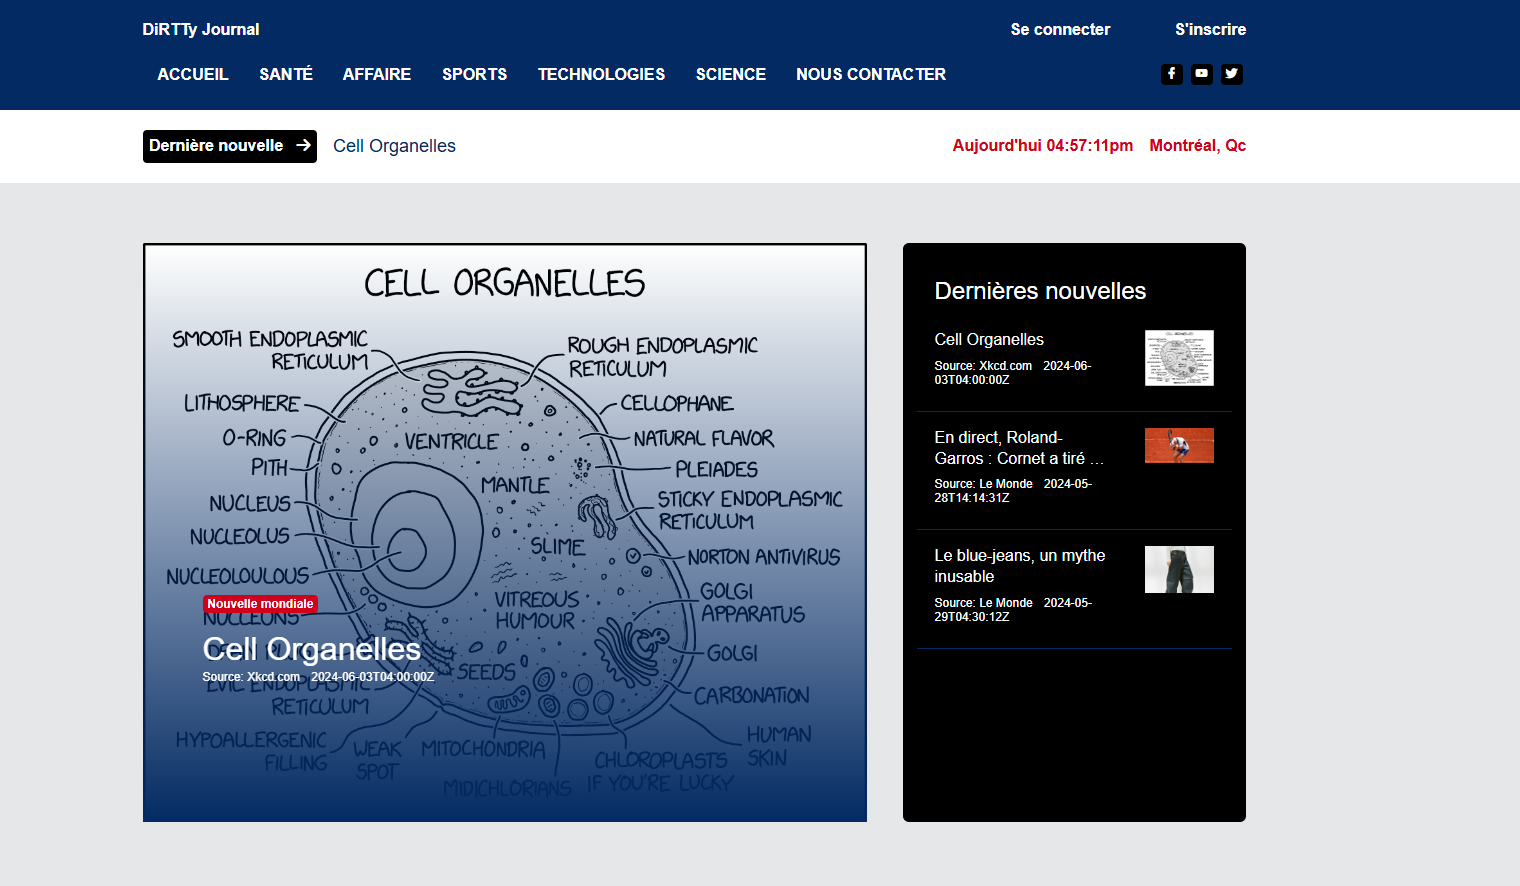 DiRTTy Journal
Se connecter
S'inscrire
ACCUEIL SANTÉ AFFAIRE SPORTS TECHNOLOGIES SCIENCE NOUS CONTACTER
Dernière nouvelle
Cell Organelles
Aujourd'hui 04:57:11pm
Montréal, Qc
CELL ORGANELLES
SMOOTH ENDOPLASMIC
RETICULUM
ROUGH ENDOPLASMIC
RETICULUM
LITHOSPHERE
CELLOPHANE
O-RING
VENTRICLE
NATURAL FLAVOR
PITH
PLEIADES
MANTLE
NUCLEUS
STICKY ENDOPLASMIC
RETICULUM
NUCLEOLUS
SLIME
NORTON ANTIVIRUS
NUCLEOLOULOUS
GOLGI
APPARATUS
VITREOUS
HUMOUR
Nouvelle mondiale
NUCLEONS
Cell Organelles
GOLGI
SEEDS
Source: Xkcd.com 2024-06-03T04:00:00Z
EVIL ENDOPLASMIC
RETICULUM
CARBONATION
HYPOALLERGENIC
FILLING
WEAK
SPOT
MITOCHONDRIA
MIDICHLORIANS
CHLOROPLASTS
IF YOU'RE LUCKY
HUMAN
SKIN
Dernières nouvelles
Cell Organelles
Source: Xkcd.com 2024-06-
03T04:00:00Z
En direct, Roland-
Garros : Cornet a tiré …
Source: Le Monde 2024-05-
28T14:14:31Z
Le blue-jeans, un mythe
inusable
Source: Le Monde 2024-05-
29T04:30:12Z